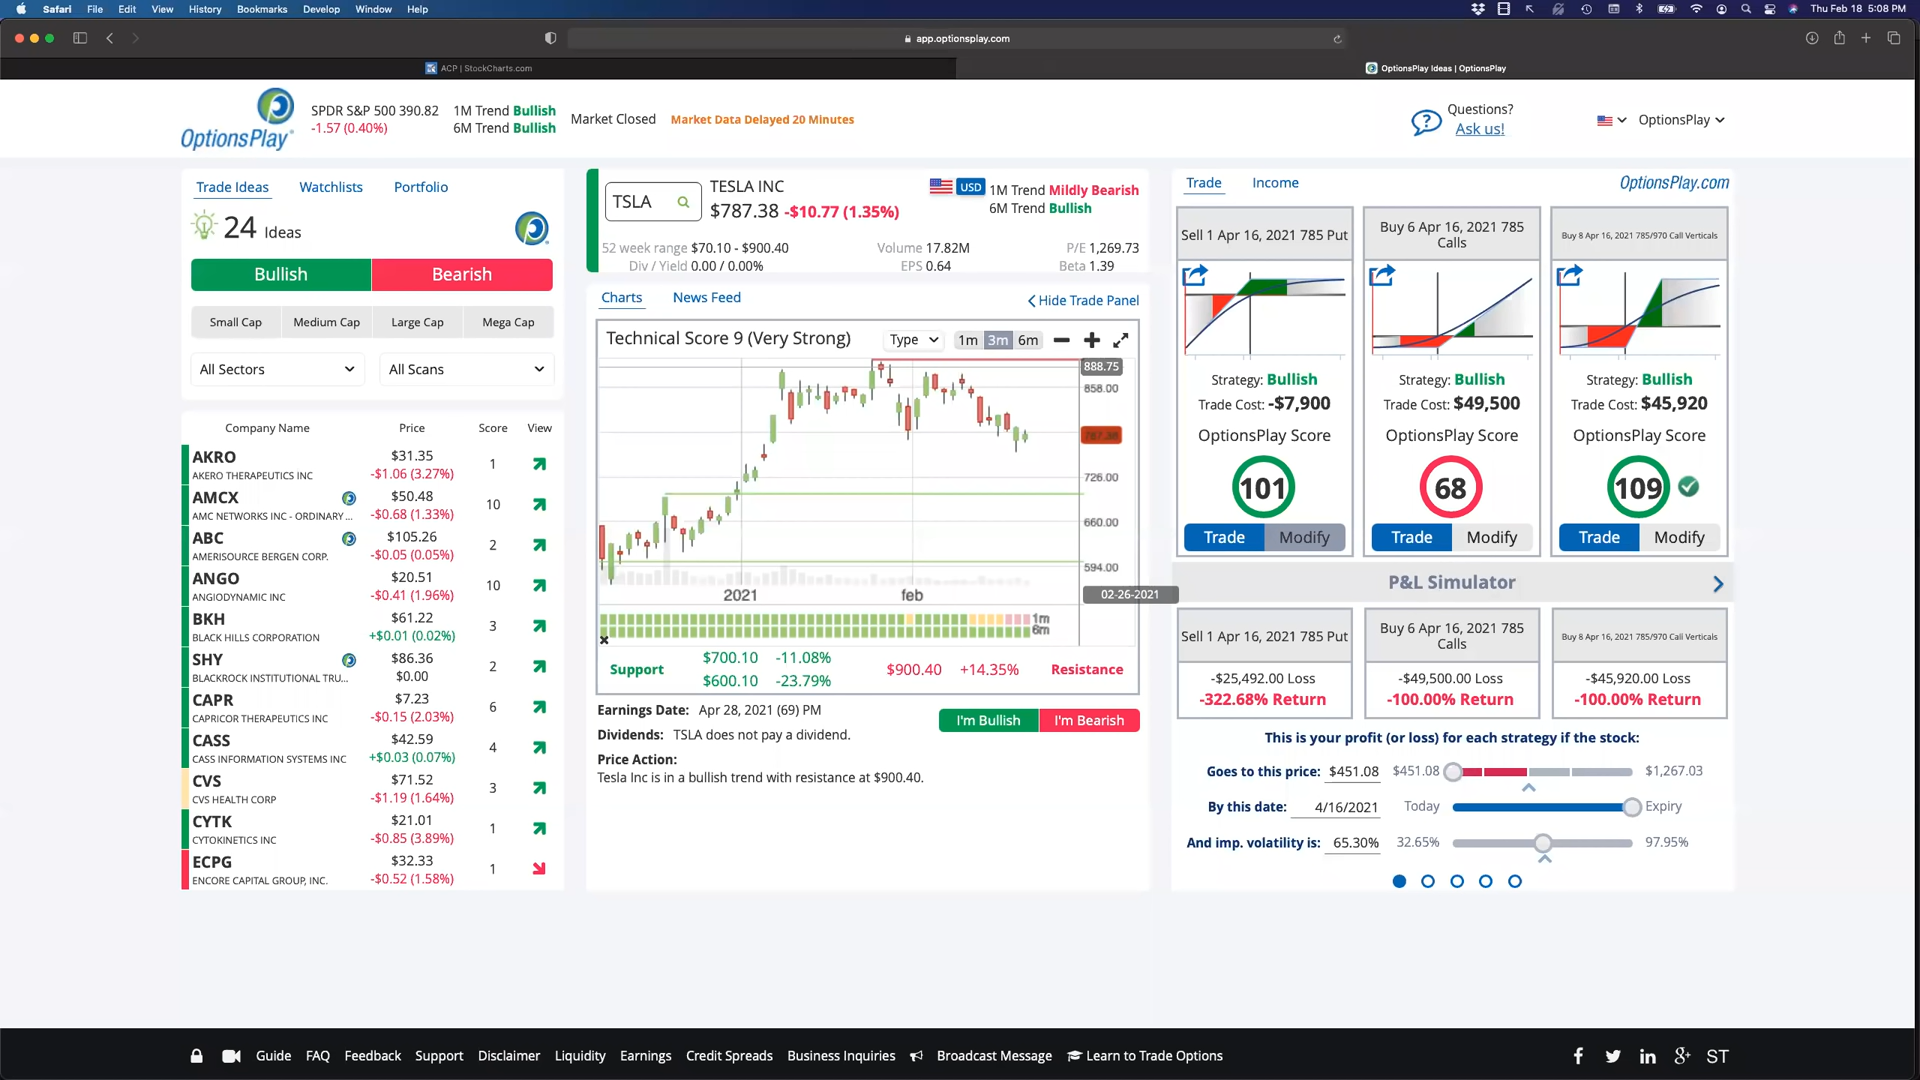 Safari File Edit View History Bookmarks Develop Window Help
Thu Feb 18 5:08 PM
app.optionsplay.com
ACP | StockCharts.com
OptionsPlay Ideas | OptionsPlay
OptionsPlay
SPDR S&P 500 390.82
-1.57 (0.40%)
1M Trend Bullish
6M Trend Bullish
Market Closed
Market Data Delayed 20 Minutes
Questions?
Ask us!
OptionsPlay
Trade Ideas Watchlists Portfolio
24 Ideas
Bullish Bearish
Small Cap Medium Cap Large Cap Mega Cap
All Sectors All Scans
Company Name Price Score View
AKRO $31.35
AKERO THERAPEUTICS INC -$1.06 (3.27%) 1
AMCX $50.48
AMC NETWORKS INC - ORDINARY ... -$0.68 (1.33%) 10
ABC $105.26
AMERISOURCE BERGEN CORP. -$0.05 (0.05%) 2
ANGO $20.51
ANGIODYNAMIC INC -$0.41 (1.96%) 10
BKH $61.22
BLACK HILLS CORPORATION +$0.01 (0.02%) 3
SHY $86.36
BLACKROCK INSTITUTIONAL TRU... $0.00 2
CAPR $7.23
CAPRICOR THERAPEUTICS INC -$0.15 (2.03%) 6
CASS $42.59
CASS INFORMATION SYSTEMS INC +$0.03 (0.07%) 4
CVS $71.52
CVS HEALTH CORP -$1.19 (1.64%) 3
CYTK $21.01
CYTOKINETICS INC -$0.85 (3.89%) 1
ECPG $32.33
ENCORE CAPITAL GROUP, INC. -$0.52 (1.58%) 1
TSLA
TESLA INC
$787.38 -$10.77 (1.35%)
USD
1M Trend Mildly Bearish
6M Trend Bullish
52 week range $70.10 - $900.40 Volume 17.82M P/E 1,269.73
Div / Yield 0.00 / 0.00% EPS 0.64 Beta 1.39
Charts News Feed Hide Trade Panel
Technical Score 9 (Very Strong) Type 1m 3m 6m
888.75
858.00
787.38
726.00
660.00
594.00
2021 feb
02-26-2021
1m
6m
Support $700.10 -11.08%
$600.10 -23.79%
$900.40 +14.35% Resistance
Earnings Date: Apr 28, 2021 (69) PM
I'm Bullish I'm Bearish
Dividends: TSLA does not pay a dividend.
Price Action:
Tesla Inc is in a bullish trend with resistance at $900.40.
Trade Income
OptionsPlay.com
Sell 1 Apr 16, 2021 785 Put
Strategy: Bullish
Trade Cost: -$7,900
OptionsPlay Score
101
Trade Modify
Buy 6 Apr 16, 2021 785
Calls
Strategy: Bullish
Trade Cost: $49,500
OptionsPlay Score
68
Trade Modify
Buy 8 Apr 16, 2021 785/970 Call Verticals
Strategy: Bullish
Trade Cost: $45,920
OptionsPlay Score
109
Trade Modify
P&L Simulator
Sell 1 Apr 16, 2021 785 Put
-$25,492.00 Loss
-322.68% Return
Buy 6 Apr 16, 2021 785
Calls
-$49,500.00 Loss
-100.00% Return
Buy 8 Apr 16, 2021 785/970 Call Verticals
-$45,920.00 Loss
-100.00% Return
This is your profit (or loss) for each strategy if the stock:
Goes to this price: $451.08 $451.08 $1,267.03
By this date: 4/16/2021 Today Expiry
And imp. volatility is: 65.30% 32.65% 97.95%
Guide FAQ Feedback Support Disclaimer Liquidity Earnings Credit Spreads Business Inquiries Broadcast Message Learn to Trade Options
ST